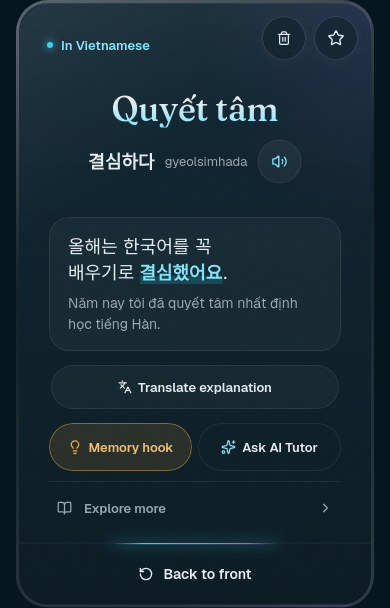 In Vietnamese
Quyết tâm
결심하다 gyeolsimhada
올해는 한국어를 꼭
배우기로 결심했어요.
Năm nay tôi đã quyết tâm nhất định
học tiếng Hàn.
Translate explanation
Memory hook
Ask AI Tutor
Explore more
Back to front